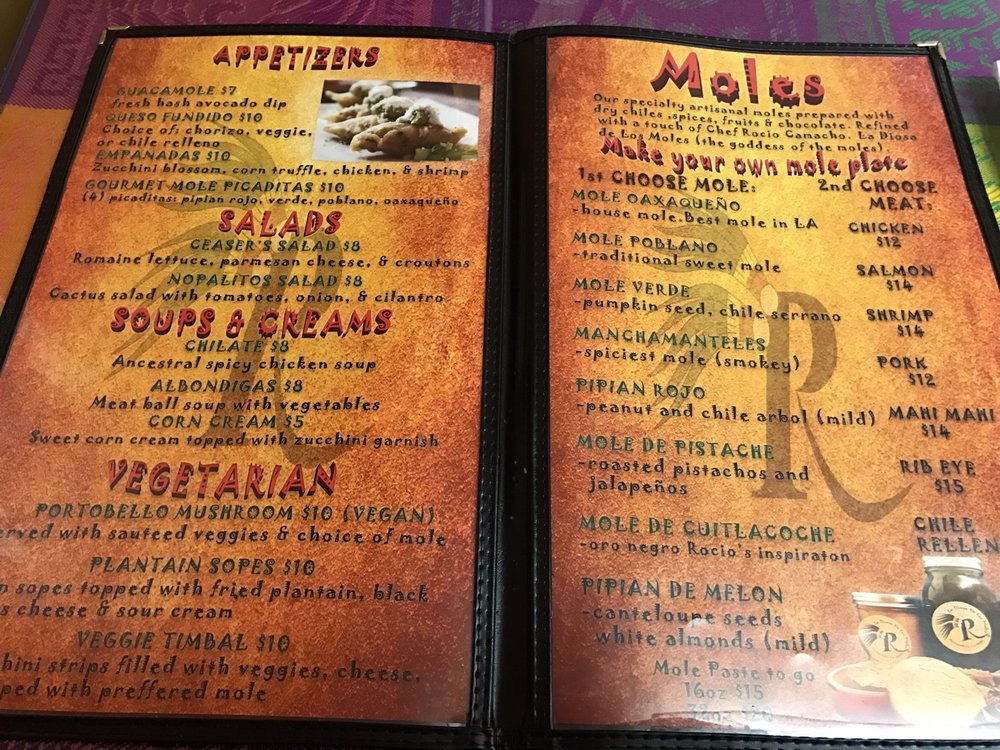 APPETIZERS
GUACAMOLE $7
fresh hash avocado dip
QUESO FUNDIDO $10
Choice of: chorizo, veggie,
or chile relleno
EMPANADAS $10
Zucchini blossom, corn truffle, chicken, & shrimp
GOURMET MOLE PICADITAS $10
(4) picaditas: pipian rojo, verde, poblano, oaxaqueño
SALADS
CEASER'S SALAD $8
Romaine lettuce, parmesan cheese, & croutons
NOPALITOS SALAD $8
Cactus salad with tomatoes, onion, & cilantro
SOUPS & CREAMS
CHILATE $8
Ancestral spicy chicken soup
ALBONDIGAS $8
Meat ball soup with vegetables
CORN CREAM $5
Sweet corn cream topped with zucchini garnish
VEGETARIAN
PORTOBELLO MUSHROOM $10 (VEGAN)
erved with sauteed veggies & choice of mole
PLANTAIN SOPES $10
n sopes topped with fried plantain, black
s cheese & sour cream
VEGGIE TIMBAL $10
hini strips filled with veggies, cheese,
ped with preffered mole
Moles
Our specialty artisanal moles prepared with
dry chiles ,spices, fruits & chocolate. Refined
with a touch of Chef Rocio Camacho. La Diosa
de Los Moles (the goddess of the moles).
Make your own mole plate
1st CHOOSE MOLE:
MOLE OAXAQUEÑO
-house mole.Best mole in LA
MOLE POBLANO
-traditional sweet mole
MOLE VERDE
-pumpkin seed, chile serrano
MANCHAMANTELES
-spiciest mole (smokey)
PIPIAN ROJO
-peanut and chile arbol (mild)
MOLE DE PISTACHE
-roasted pistachos and
jalapeños
MOLE DE CUITLACOCHE
-oro negro Rocio's inspiraton
PIPIAN DE MELON
-canteloupe seeds
white almonds (mild)
Mole Paste to go
16oz $15
2nd CHOOSE
MEAT:
CHICKEN
$12
SALMON
$14
SHRIMP
$14
PORK
$12
MAHI MAHI
$14
RIB EYE
$15
CHILE
RELLEN
R
R
R